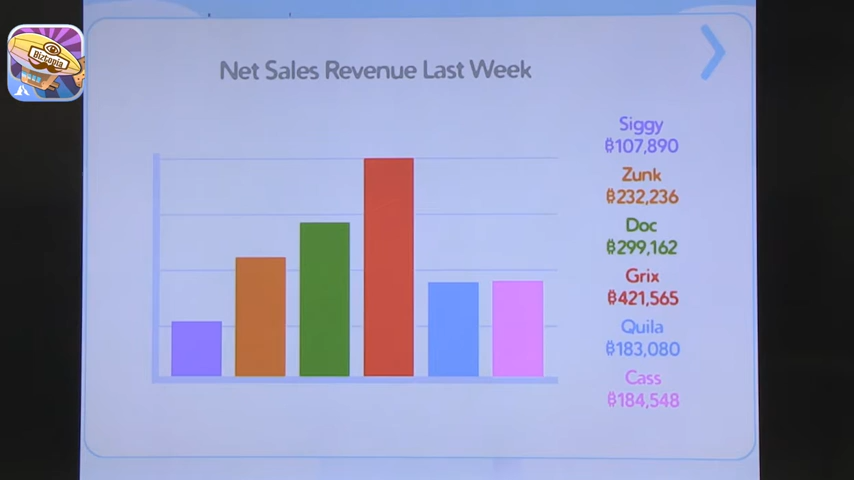 Biztopia
Net Sales Revenue Last Week
Siggy
฿107,890
Zunk
฿232,236
Doc
฿299,162
Grix
฿421,565
Quila
฿183,080
Cass
฿184,548